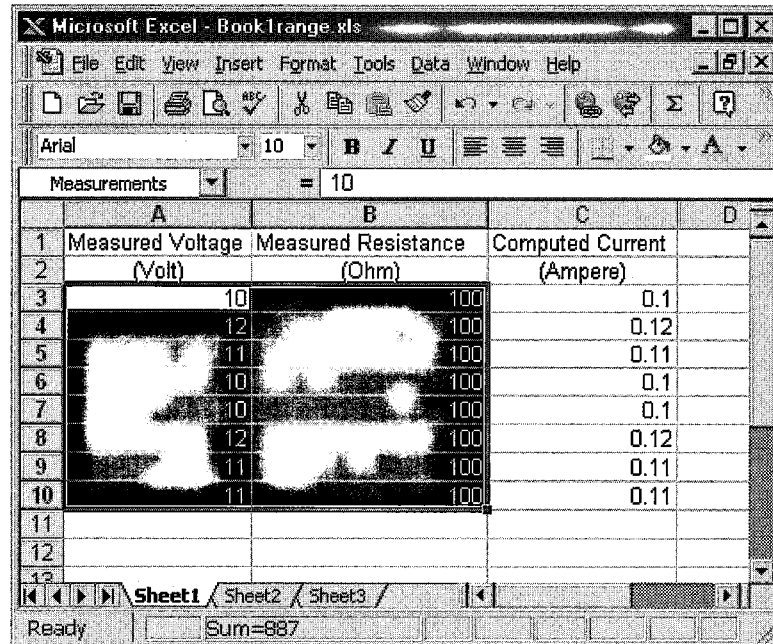 Microsoft Excel - Book1range.xls
File Edit View Insert Format Tools Data Window Help
ABC
Arial 10 B I U A
Measurements = 10
A B C D
1 Measured Voltage Measured Resistance Computed Current
2 (Volt) (Ohm) (Ampere)
3 10 100 0.1
4 12 100 0.12
5 11 100 0.11
6 10 100 0.1
7 10 100 0.1
8 12 100 0.12
9 11 100 0.11
10 11 100 0.11
11
12
13
Sheet1 Sheet2 Sheet3
Ready Sum=887